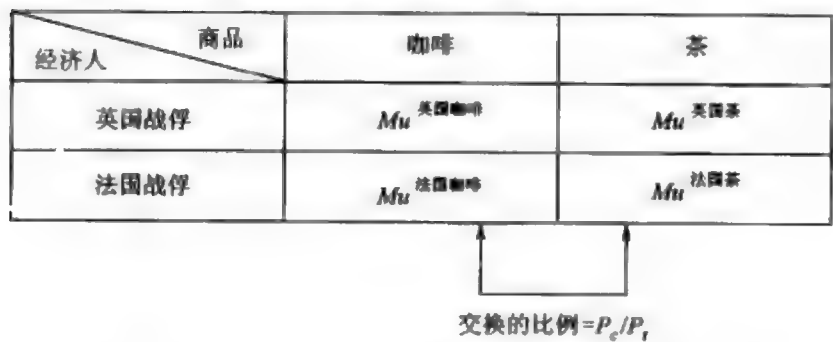 商品 咖啡 茶
经济人
英国战俘 Mu英国咖啡 Mu英国茶
法国战俘 Mu法国咖啡 Mu法国茶
交换的比例=Pc/Pt